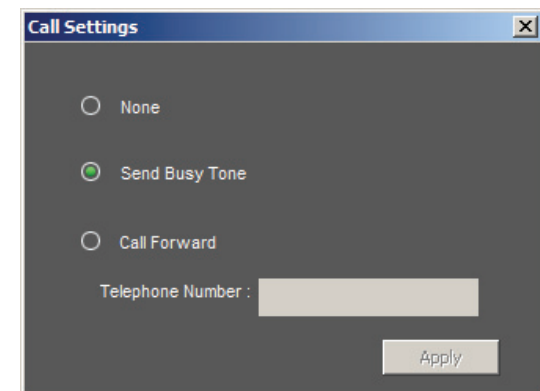 Call Settings
None
Send Busy Tone
Call Forward
Telephone Number :
Apply